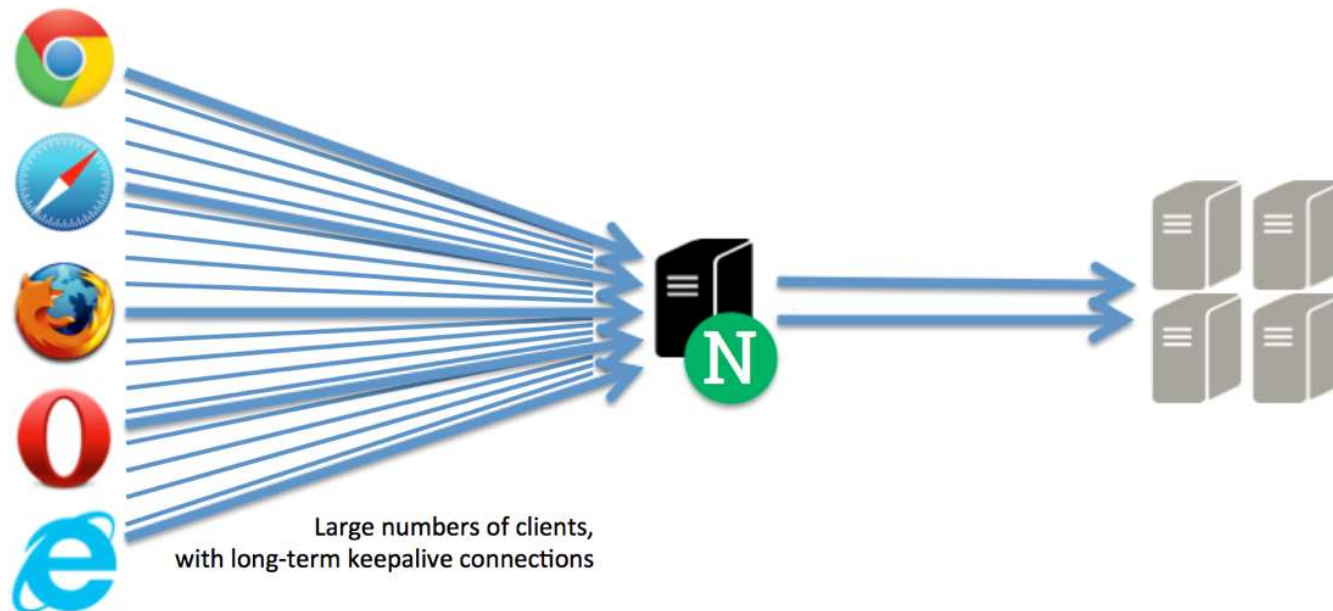 N
Large numbers of clients,
with long-term keepalive connections